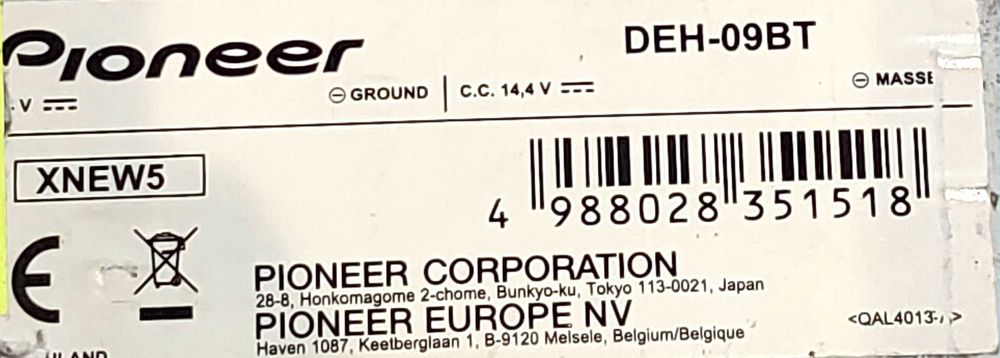 Pioneer DEH-09BT
V ⎓ ⊖ GROUND | C.C. 14,4 V ⎓ ⊖ MASSE
XNEW5
4 988028 351518
CE
PIONEER CORPORATION
28-8, Honkomagome 2-chome, Bunkyo-ku, Tokyo 113-0021, Japan
PIONEER EUROPE NV
Haven 1087, Keetberglaan 1, B-9120 Melsele, Belgium/Belgique